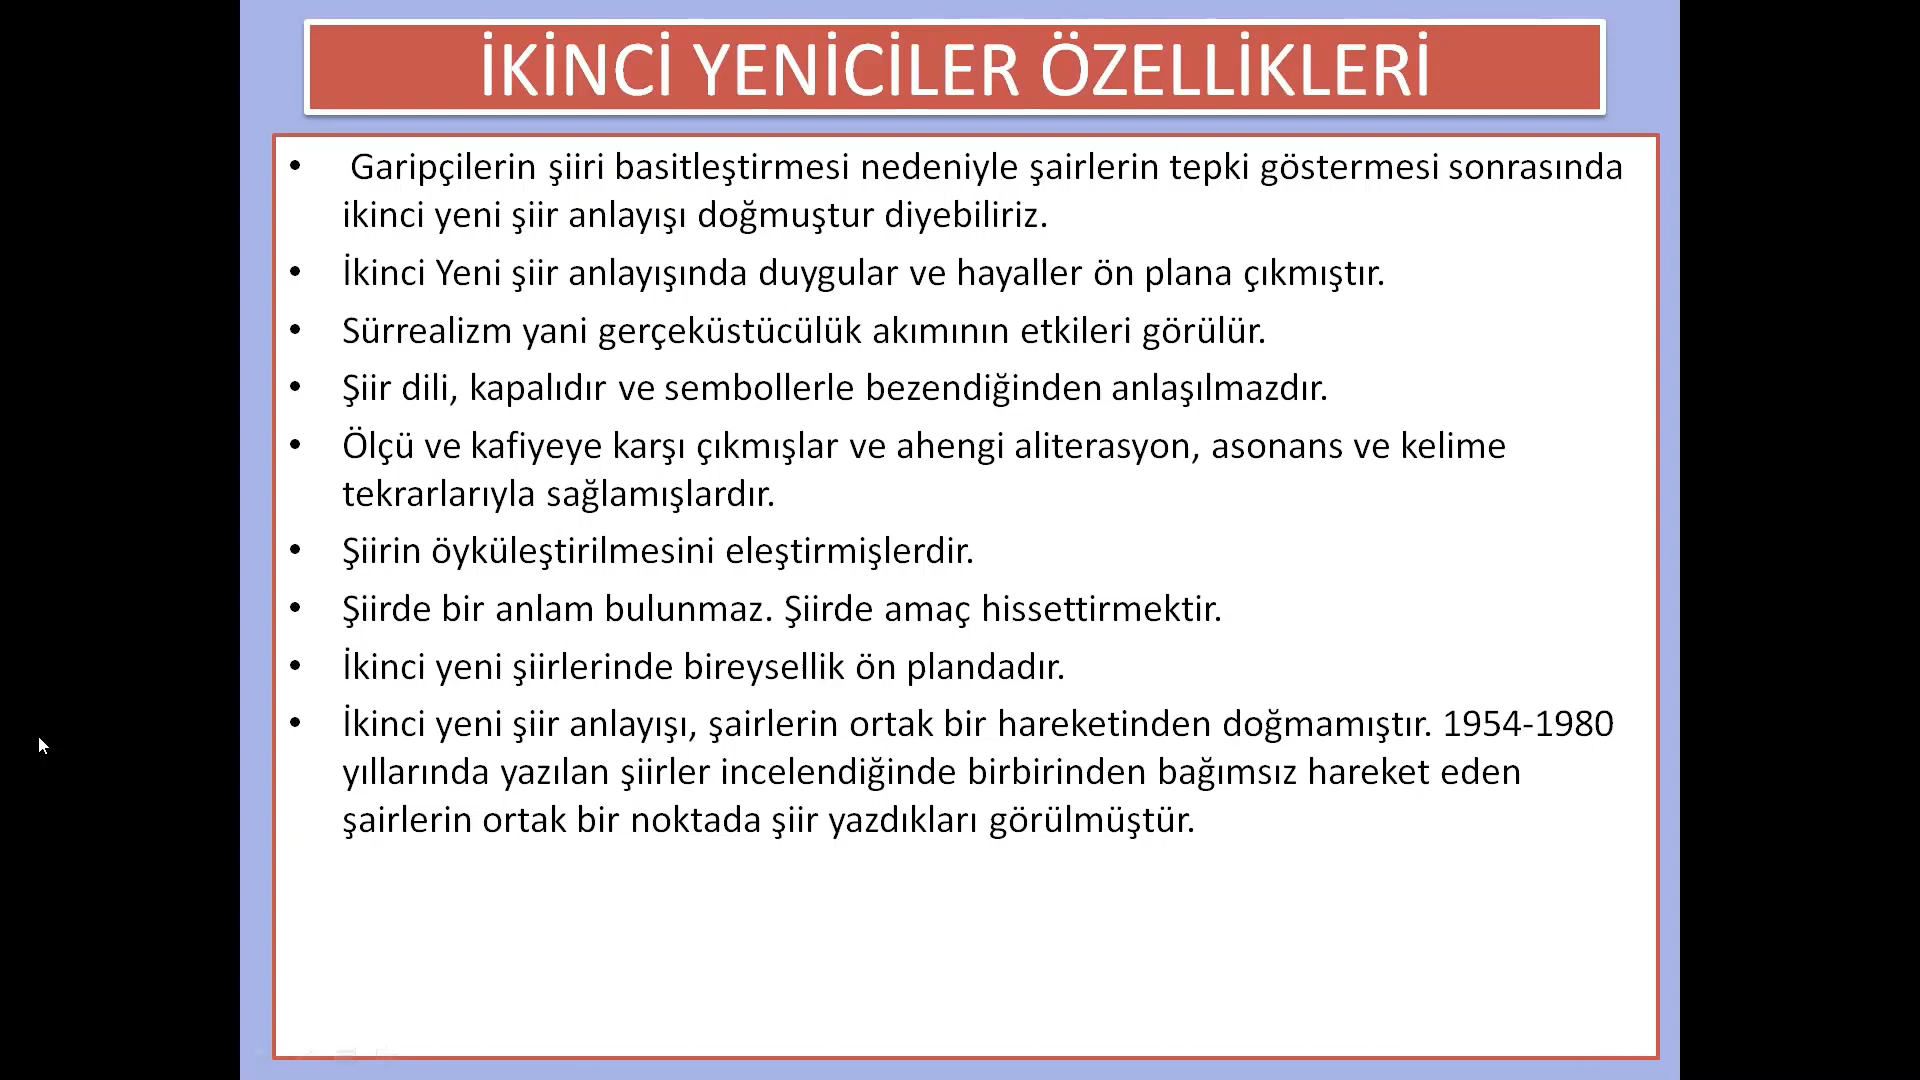 İKİNCİ YENİCİLER ÖZELLİKLERİ
• Garipçilerin şiiri basitleştirmesi nedeniyle şairlerin tepki göstermesi sonrasında
ikinci yeni şiir anlayışı doğmuştur diyebiliriz.
• İkinci Yeni şiir anlayışında duygular ve hayaller ön plana çıkmıştır.
• Sürrealizm yani gerçeküstücülük akımının etkileri görülür.
• Şiir dili, kapalıdır ve sembollerle bezendiğinden anlaşılmazdır.
• Ölçü ve kafiyeye karşı çıkmışlar ve ahengi aliterasyon, asonans ve kelime
tekrarlarıyla sağlamışlardır.
• Şiirin öyküleştirilmesini eleştirmişlerdir.
• Şiirde bir anlam bulunmaz. Şiirde amaç hissettirmektir.
• İkinci yeni şiirlerinde bireysellik ön plandadır.
• İkinci yeni şiir anlayışı, şairlerin ortak bir hareketinden doğmamıştır. 1954-1980
yıllarında yazılan şiirler incelendiğinde birbirinden bağımsız hareket eden
şairlerin ortak bir noktada şiir yazdıkları görülmüştür.